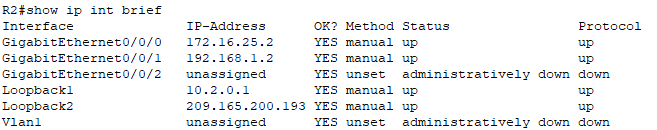 R2#show ip int brief
Interface              IP-Address      OK? Method Status                Protocol
GigabitEthernet0/0/0   172.16.25.2     YES manual up                    up
GigabitEthernet0/0/1   192.168.1.2     YES manual up                    up
GigabitEthernet0/0/2   unassigned      YES unset  administratively down down
Loopback1              10.2.0.1        YES manual up                    up
Loopback2              209.165.200.193 YES manual up                    up
Vlan1                  unassigned      YES unset  administratively down down